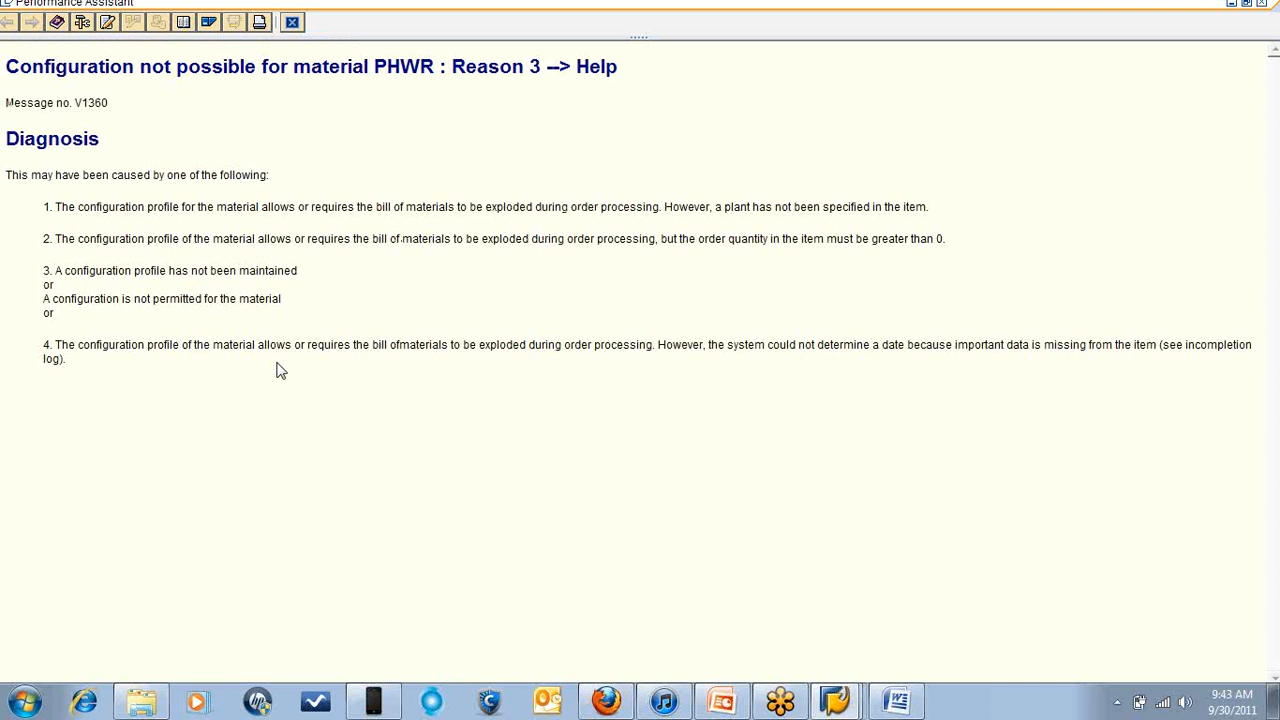 Performance Assistant
Configuration not possible for material PHWR : Reason 3 --> Help
Message no. V1360
Diagnosis
This may have been caused by one of the following:
1. The configuration profile for the material allows or requires the bill of materials to be exploded during order processing. However, a plant has not been specified in the item.
2. The configuration profile of the material allows or requires the bill of materials to be exploded during order processing, but the order quantity in the item must be greater than 0.
3. A configuration profile has not been maintained
or
A configuration is not permitted for the material
or
4. The configuration profile of the material allows or requires the bill ofmaterials to be exploded during order processing. However, the system could not determine a date because important data is missing from the item (see incompletion
log).
9:43 AM
9/30/2011